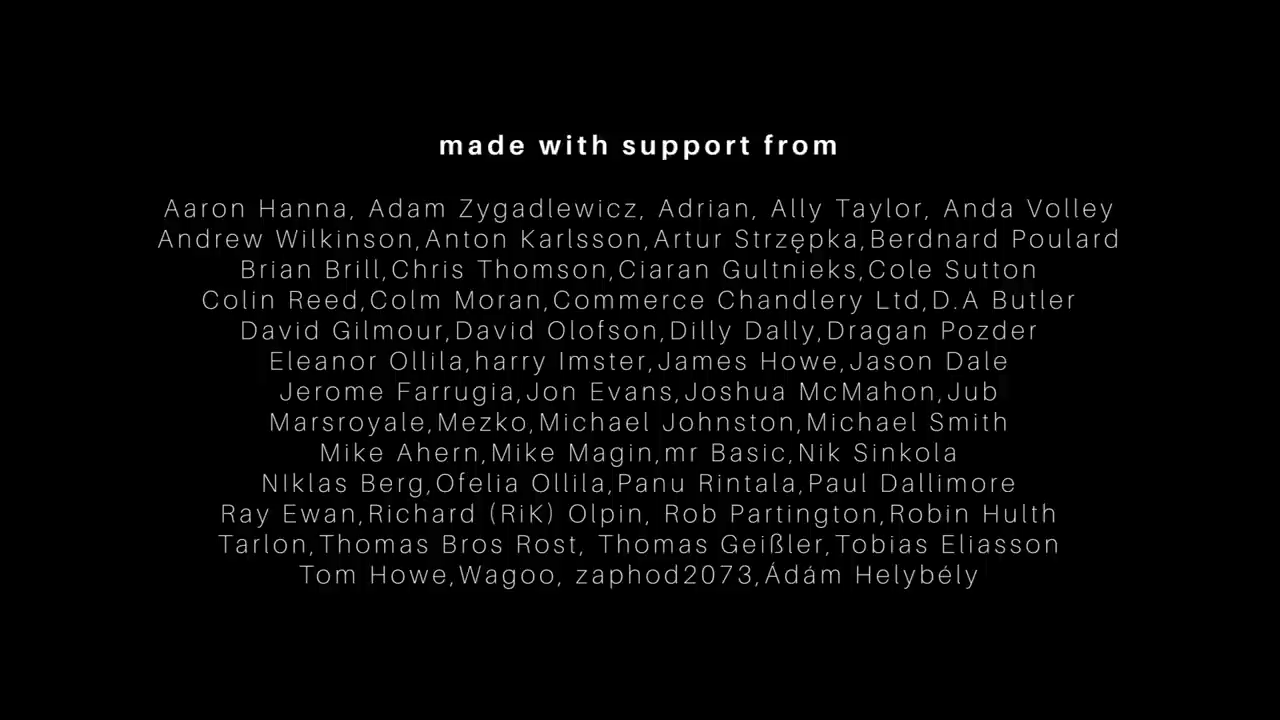 made with support from
Aaron Hanna, Adam Zygadlewicz, Adrian, Ally Taylor, Anda Volley
Andrew Wilkinson,Anton Karlsson,Artur Strzępka,Berdnard Poulard
Brian Brill,Chris Thomson,Ciaran Gultnieks,Cole Sutton
Colin Reed,Colm Moran,Commerce Chandlery Ltd,D.A Butler
David Gilmour,David Olofson,Dilly Dally,Dragan Pozder
Eleanor Ollila,harry Imster,James Howe,Jason Dale
Jerome Farrugia,Jon Evans,Joshua McMahon,Jub
Marsroyale,Mezko,Michael Johnston,Michael Smith
Mike Ahern,Mike Magin,mr Basic,Nik Sinkola
NIklas Berg,Ofelia Ollila,Panu Rintala,Paul Dallimore
Ray Ewan,Richard (RiK) Olpin, Rob Partington,Robin Hulth
Tarlon,Thomas Bros Rost, Thomas Geißler,Tobias Eliasson
Tom Howe,Wagoo, zaphod2073,Ádám Helybély